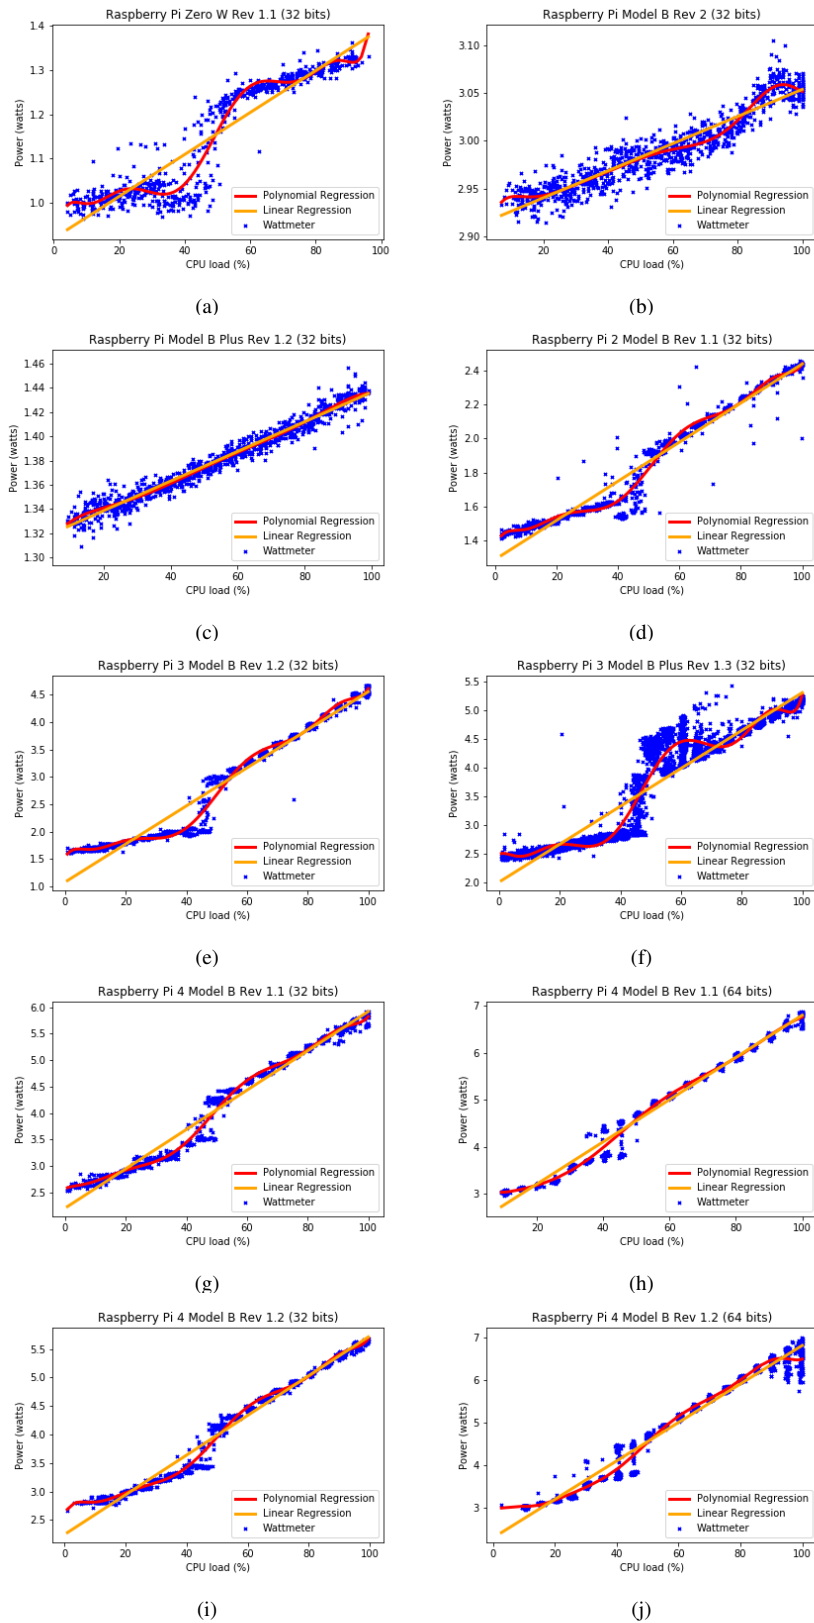 Raspberry Pi Zero W Rev 1.1 (32 bits)
1.4
1.3
1.2
1.1
1.0
Power (watts)
Polynomial Regression
Linear Regression
Wattmeter
0 20 40 60 80 100
CPU load (%)
(a)
Raspberry Pi Model B Rev 2 (32 bits)
3.10
3.05
3.00
2.95
2.90
Power (watts)
Polynomial Regression
Linear Regression
Wattmeter
20 40 60 80 100
CPU load (%)
(b)
Raspberry Pi Model B Plus Rev 1.2 (32 bits)
1.46
1.44
1.42
1.40
1.38
1.36
1.34
1.32
1.30
Power (watts)
Polynomial Regression
Linear Regression
Wattmeter
20 40 60 80 100
CPU load (%)
(c)
Raspberry Pi 2 Model B Rev 1.1 (32 bits)
2.4
2.2
2.0
1.8
1.6
1.4
Power (watts)
Polynomial Regression
Linear Regression
Wattmeter
0 20 40 60 80 100
CPU load (%)
(d)
Raspberry Pi 3 Model B Rev 1.2 (32 bits)
4.5
4.0
3.5
3.0
2.5
2.0
1.5
1.0
Power (watts)
Polynomial Regression
Linear Regression
Wattmeter
0 20 40 60 80 100
CPU load (%)
(e)
Raspberry Pi 3 Model B Plus Rev 1.3 (32 bits)
5.5
5.0
4.5
4.0
3.5
3.0
2.5
2.0
Power (watts)
Polynomial Regression
Linear Regression
Wattmeter
0 20 40 60 80 100
CPU load (%)
(f)
Raspberry Pi 4 Model B Rev 1.1 (32 bits)
6.0
5.5
5.0
4.5
4.0
3.5
3.0
2.5
Power (watts)
Polynomial Regression
Linear Regression
Wattmeter
0 20 40 60 80 100
CPU load (%)
(g)
Raspberry Pi 4 Model B Rev 1.1 (64 bits)
7
6
5
4
3
Power (watts)
Polynomial Regression
Linear Regression
Wattmeter
20 40 60 80 100
CPU load (%)
(h)
Raspberry Pi 4 Model B Rev 1.2 (32 bits)
5.5
5.0
4.5
4.0
3.5
3.0
2.5
Power (watts)
Polynomial Regression
Linear Regression
Wattmeter
0 20 40 60 80 100
CPU load (%)
(i)
Raspberry Pi 4 Model B Rev 1.2 (64 bits)
7
6
5
4
3
Power (watts)
Polynomial Regression
Linear Regression
Wattmeter
0 20 40 60 80 100
CPU load (%)
(j)